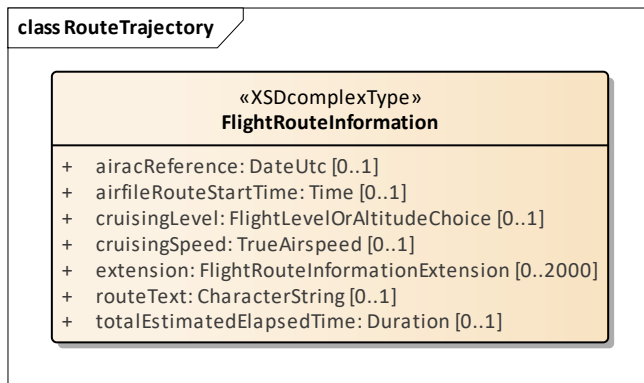 class RouteTrajectory
«XSDcomplexType»
FlightRouteInformation
+ airacReference: DateUtc [0..1]
+ airfileRouteStartTime: Time [0..1]
+ cruisingLevel: FlightLevelOrAltitudeChoice [0..1]
+ cruisingSpeed: TrueAirspeed [0..1]
+ extension: FlightRouteInformationExtension [0..2000]
+ routeText: CharacterString [0..1]
+ totalEstimatedElapsedTime: Duration [0..1]